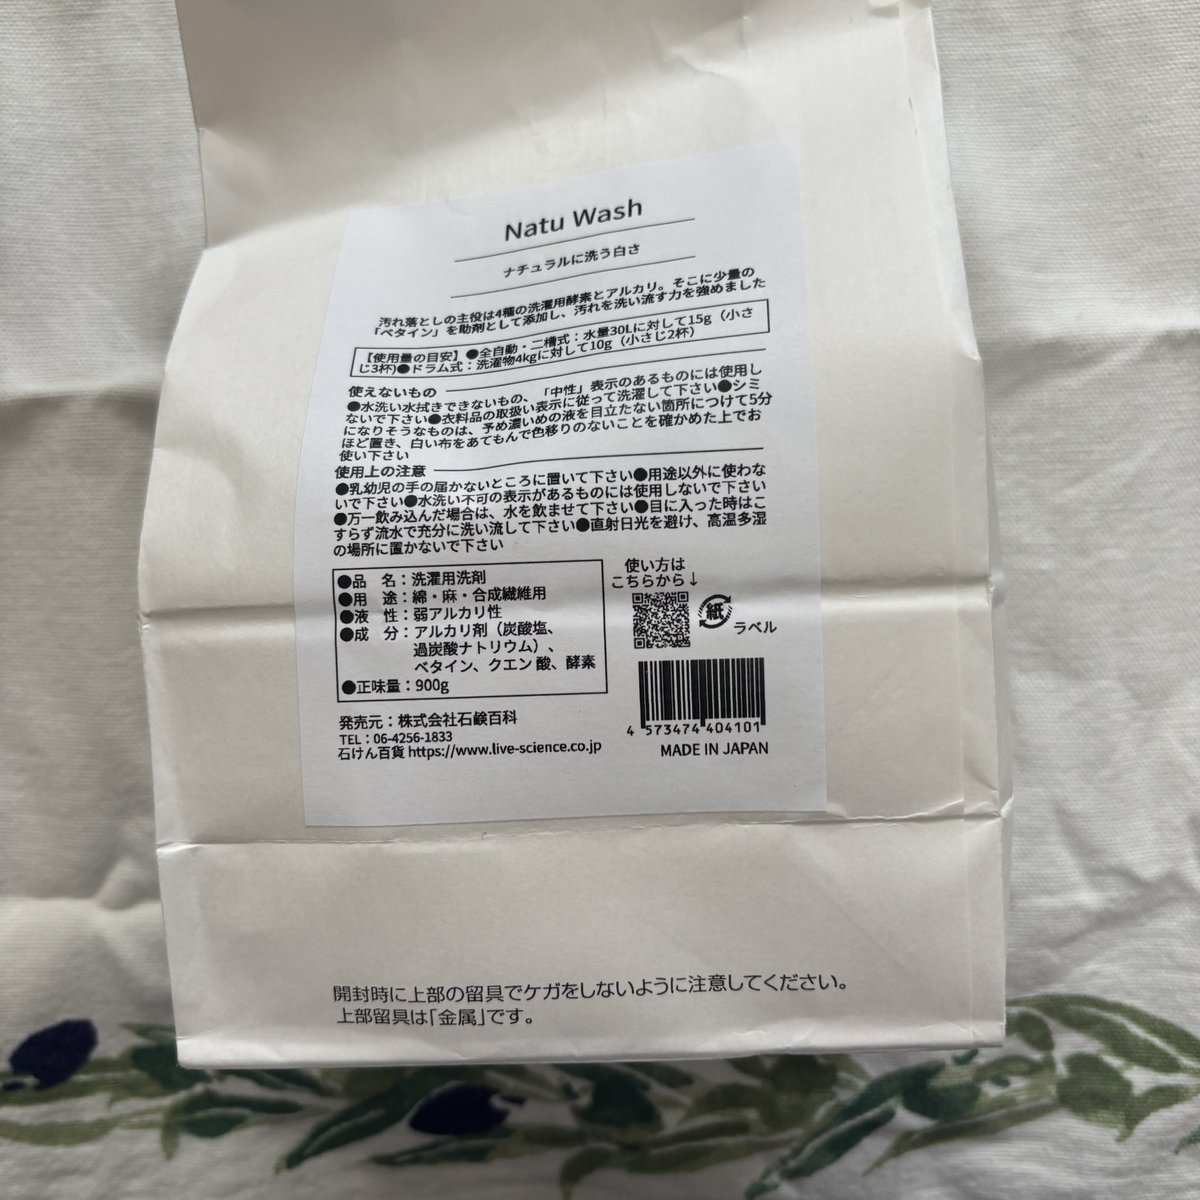 Natu Wash
ナチュラルに洗う白さ
汚れ落としの主役は4種の洗濯用酵素とアルカリ。そこに少量の
「ベタイン」を助剤として添加し、汚れを洗い流す力を強めました
【使用量の目安】●全自動・二槽式：水量30Lに対して15g（小さ
じ3杯)●ドラム式：洗濯物4kgに対して10g（小さじ2杯）
使えないもの
●水洗い水拭きできないもの、「中性」表示のあるものには使用し
ないで下さい●衣料品の取扱い表示に従って洗濯して下さい●シミ
になりそうなものは、予め濃いめの液を目立たない箇所につけて5分
ほど置き、白い布をあてもんで色移りのないことを確かめた上でお
使い下さい
使用上の注意
●乳幼児の手の届かないところに置いて下さい●用途以外に使わな
いで下さい●水洗い不可の表示があるものには使用しないで下さい
●万一飲み込んだ場合は、水を飲ませて下さい●目に入った時はこ
すらず流水で充分に洗い流して下さい●直射日光を避け、高温多湿
の場所に置かないで下さい
●品　名：洗濯用洗剤
●用　途：綿・麻・合成繊維用
●液　性：弱アルカリ性
●成　分：アルカリ剤（炭酸塩、
過炭酸ナトリウム）、
ベタイン、クエン酸、酵素
●正味量：900g
使い方は
こちらから↓
紙
ラベル
4 573474 404101
MADE IN JAPAN
発売元：株式会社石鹸百科
TEL：06-4256-1833
石けん百貨 https://www.live-science.co.jp
開封時に上部の留具でケガをしないように注意してください。
上部留具は「金属」です。